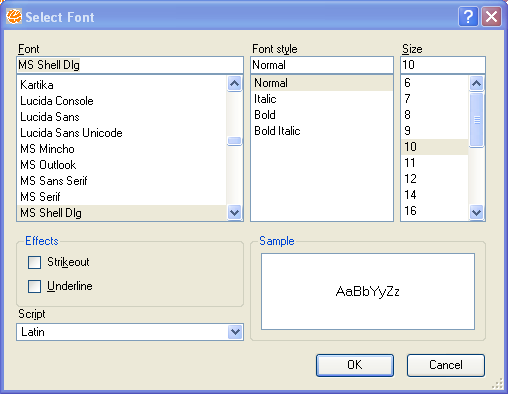 Select Font
Font
MS Shell Dlg
Kartika
Lucida Console
Lucida Sans
Lucida Sans Unicode
MS Mincho
MS Outlook
MS Sans Serif
MS Serif
MS Shell Dlg
Font style
Normal
Normal
Italic
Bold
Bold Italic
Size
10
6
7
8
9
10
11
12
14
16
Effects
Strikeout
Underline
Script
Latin
Sample
AaBbYyZz
OK
Cancel